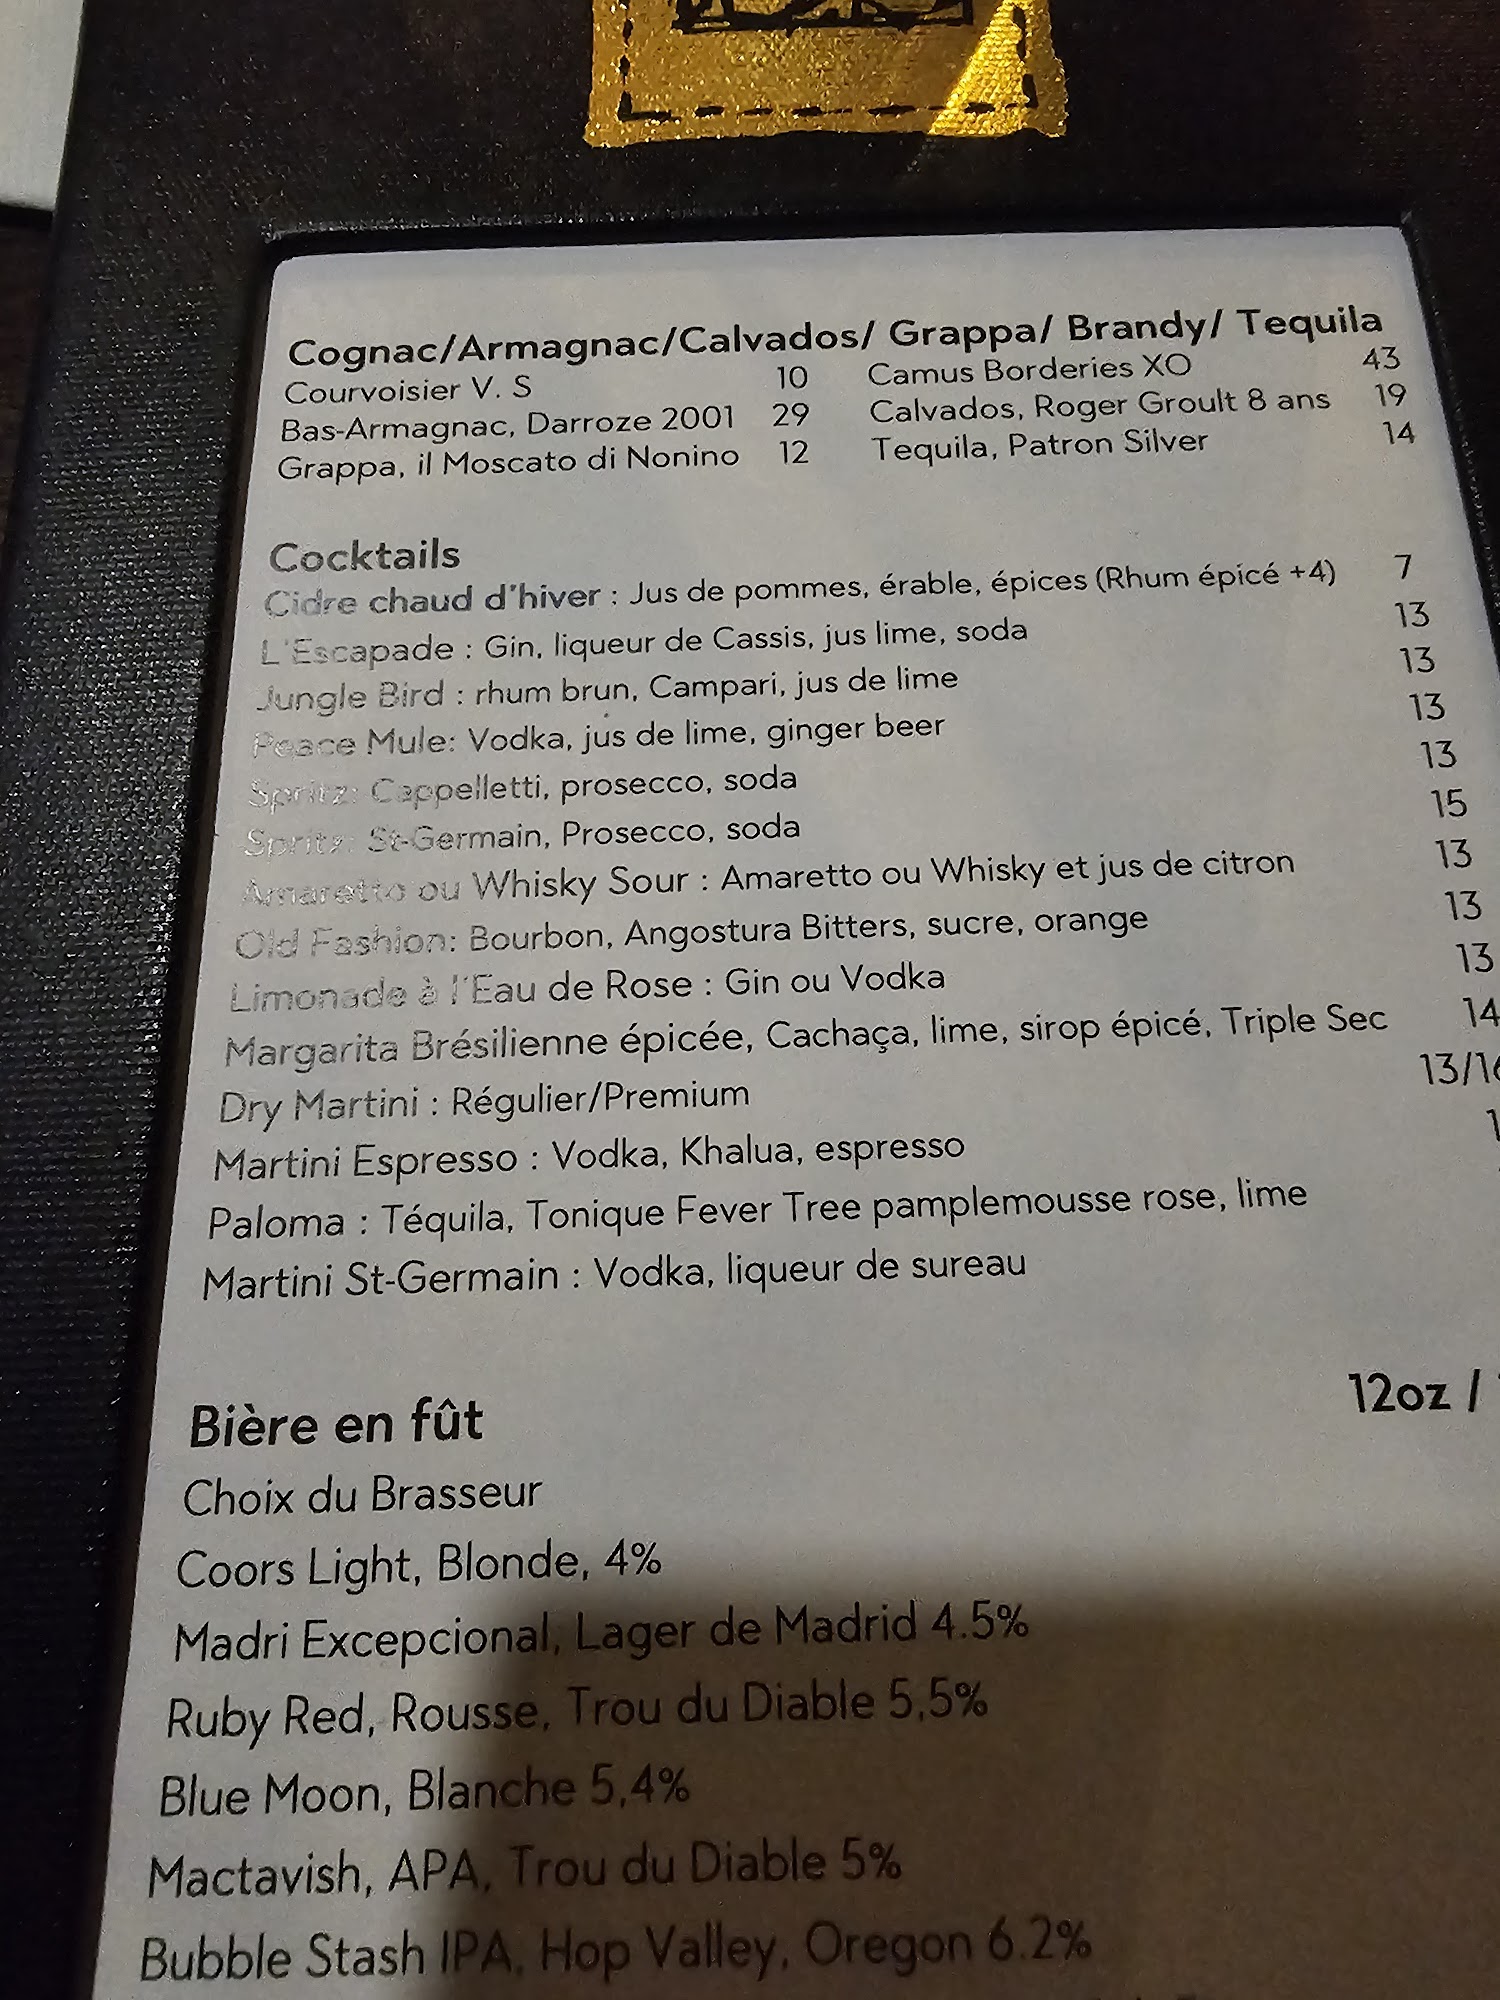 Cognac/Armagnac/Calvados/ Grappa/ Brandy/ Tequila
Courvoisier V. S 10 Camus Borderies XO 43
Bas-Armagnac, Darroze 2001 29 Calvados, Roger Groult 8 ans 19
Grappa, il Moscato di Nonino 12 Tequila, Patron Silver 14
Cocktails
Cidre chaud d'hiver : Jus de pommes, érable, épices (Rhum épicé +4) 7
L'Escapade : Gin, liqueur de Cassis, jus lime, soda 13
Jungle Bird : rhum brun, Campari, jus de lime 13
Peace Mule: Vodka, jus de lime, ginger beer 13
Spritz: Cappelletti, prosecco, soda 13
Spritz: St-Germain, Prosecco, soda 15
Amaretto ou Whisky Sour : Amaretto ou Whisky et jus de citron 13
Old Fashion: Bourbon, Angostura Bitters, sucre, orange 13
Limonade à l'Eau de Rose : Gin ou Vodka 13
Margarita Brésilienne épicée, Cachaça, lime, sirop épicé, Triple Sec 14
Dry Martini : Régulier/Premium 13/16
Martini Espresso : Vodka, Khalua, espresso
Paloma : Téquila, Tonique Fever Tree pamplemousse rose, lime
Martini St-Germain : Vodka, liqueur de sureau
Bière en fût 12oz /
Choix du Brasseur
Coors Light, Blonde, 4%
Madri Excepcional, Lager de Madrid 4.5%
Ruby Red, Rousse, Trou du Diable 5,5%
Blue Moon, Blanche 5,4%
Mactavish, APA, Trou du Diable 5%
Bubble Stash IPA, Hop Valley, Oregon 6.2%